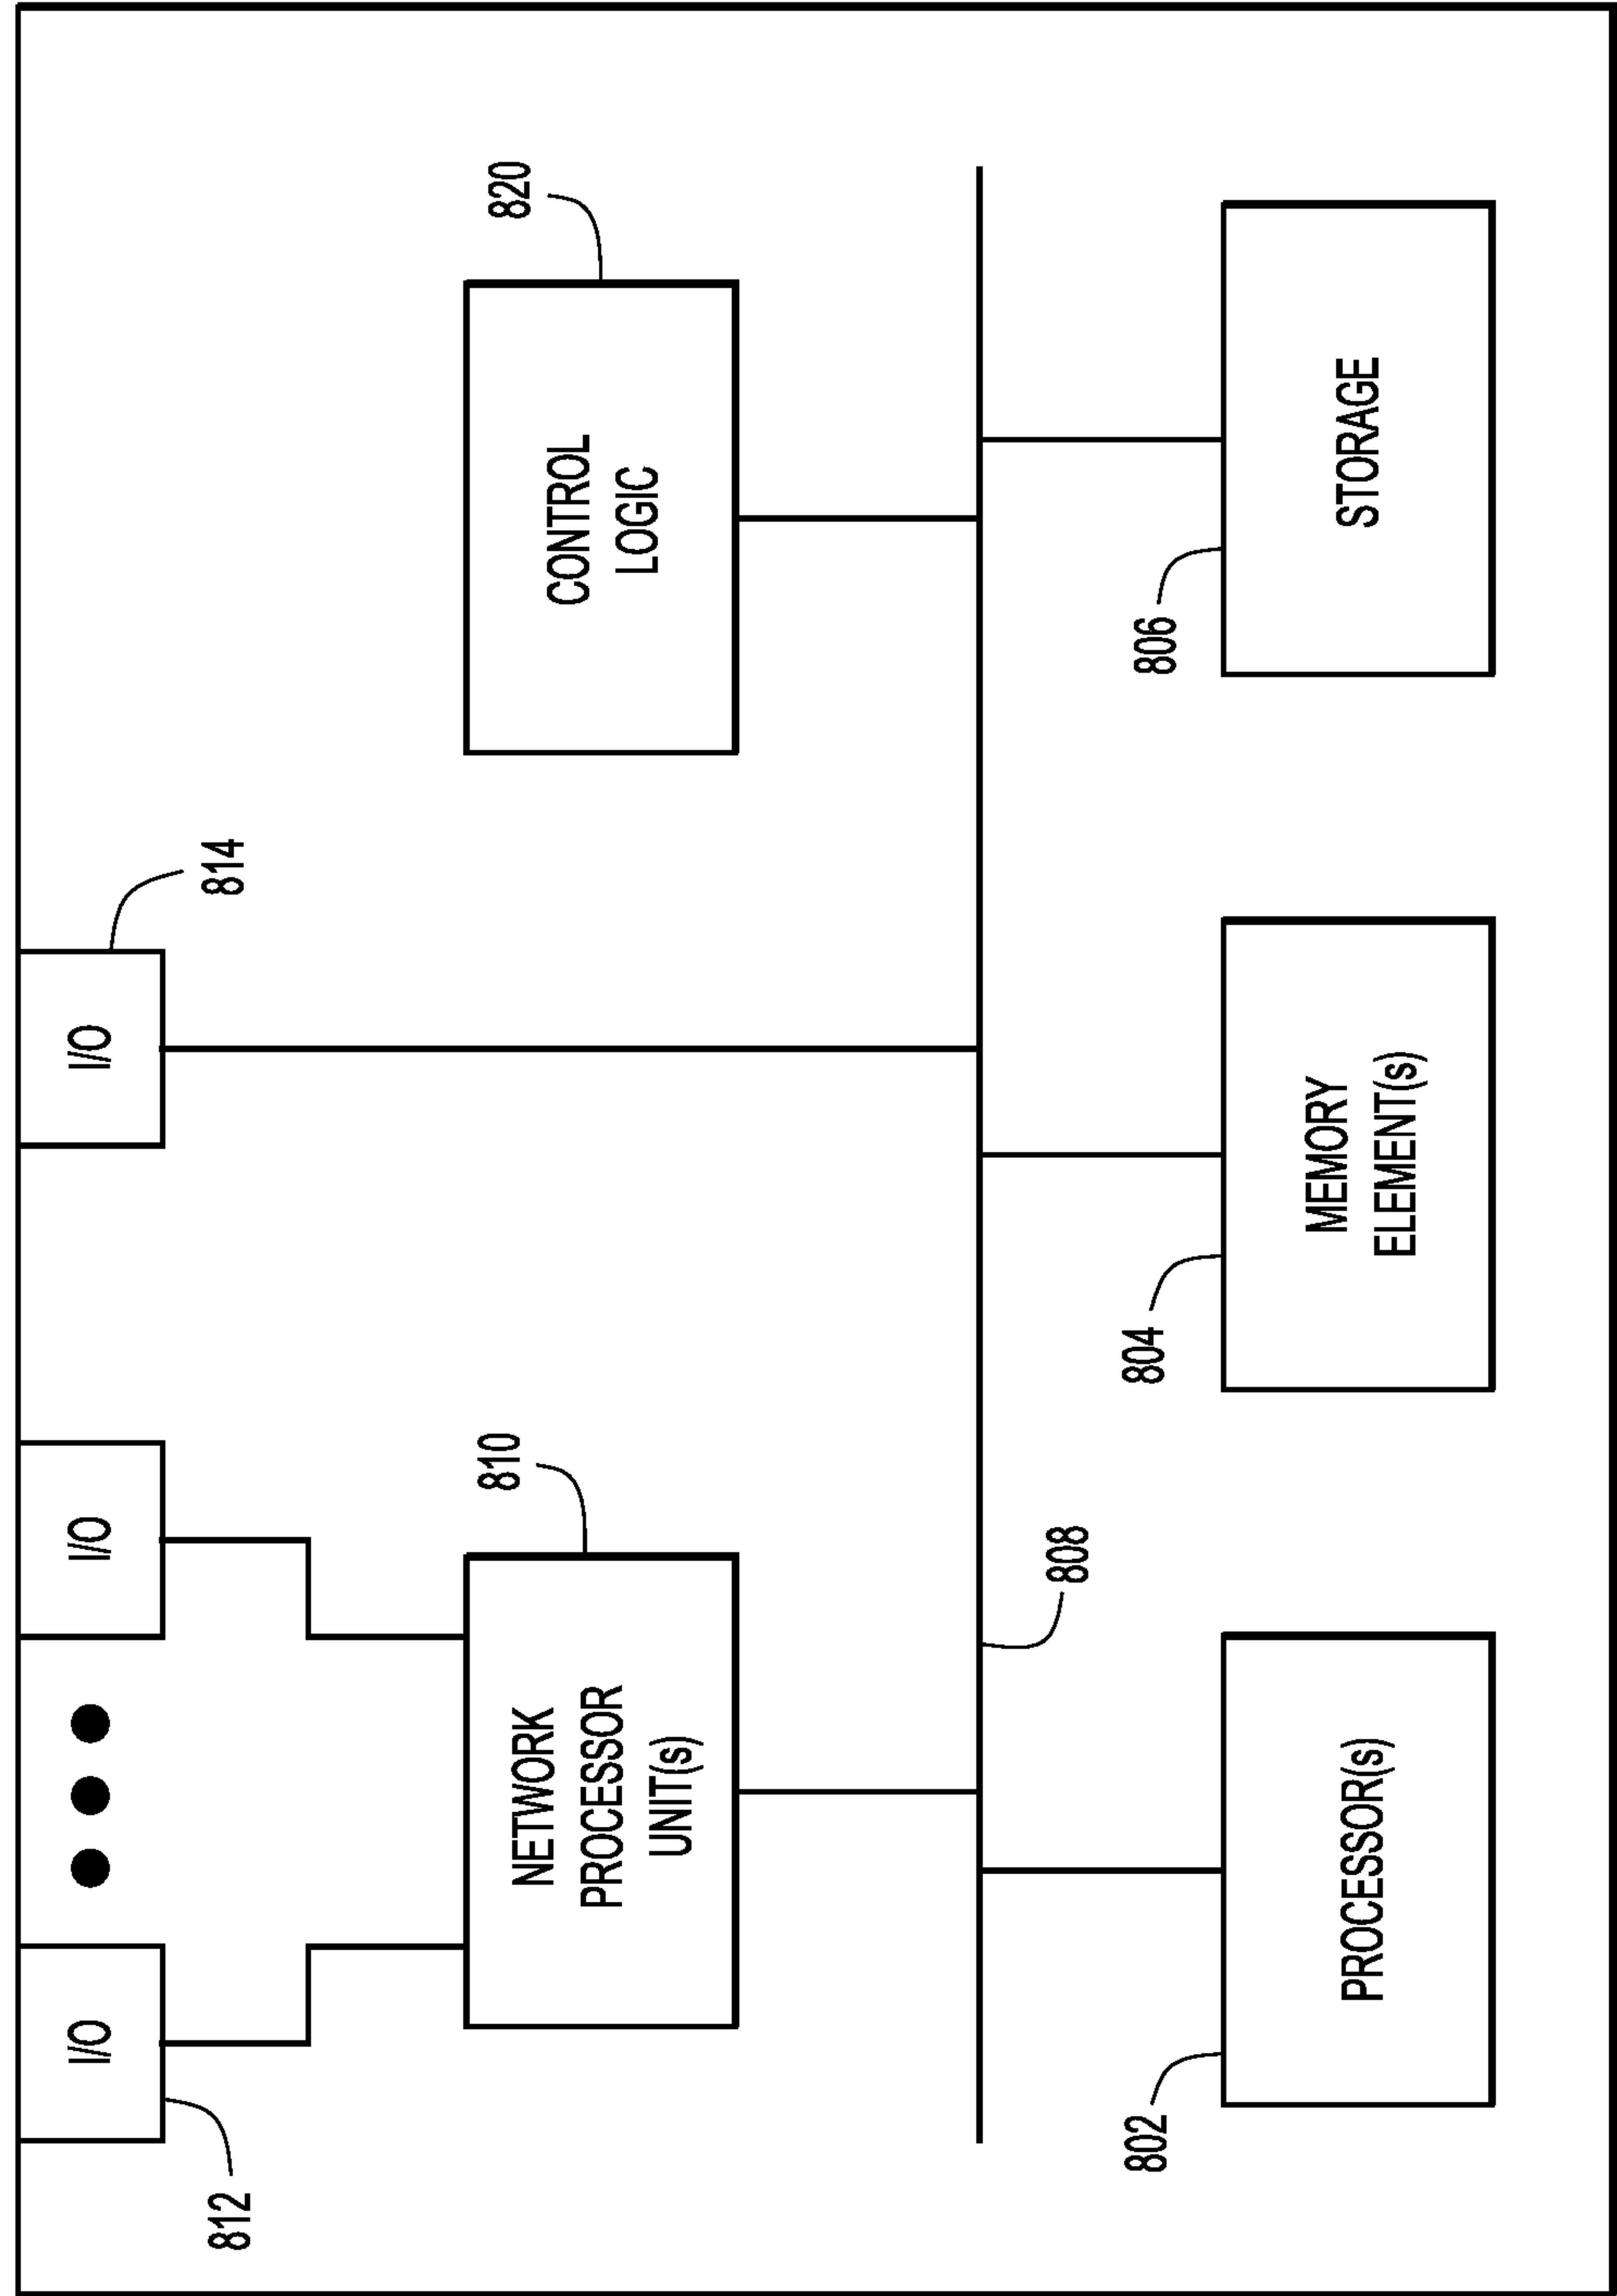 I/O
I/O
I/O
812
814
820
810
NETWORK
PROCESSOR
UNIT(s)
CONTROL
LOGIC
808
802
804
806
PROCESSOR(s)
MEMORY
ELEMENT(s)
STORAGE